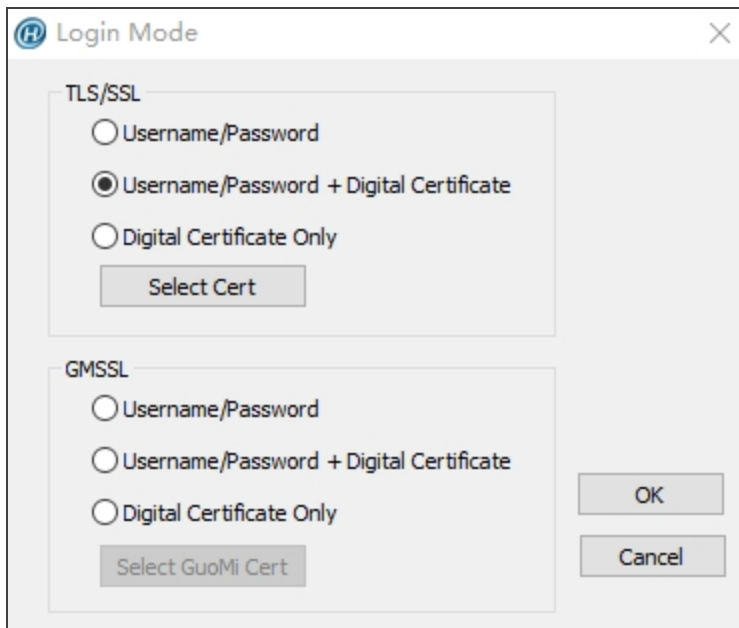 Login Mode
TLS/SSL
Username/Password
Username/Password + Digital Certificate
Digital Certificate Only
Select Cert
GMSSL
Username/Password
Username/Password + Digital Certificate
Digital Certificate Only
OK
Select GuoMi Cert
Cancel